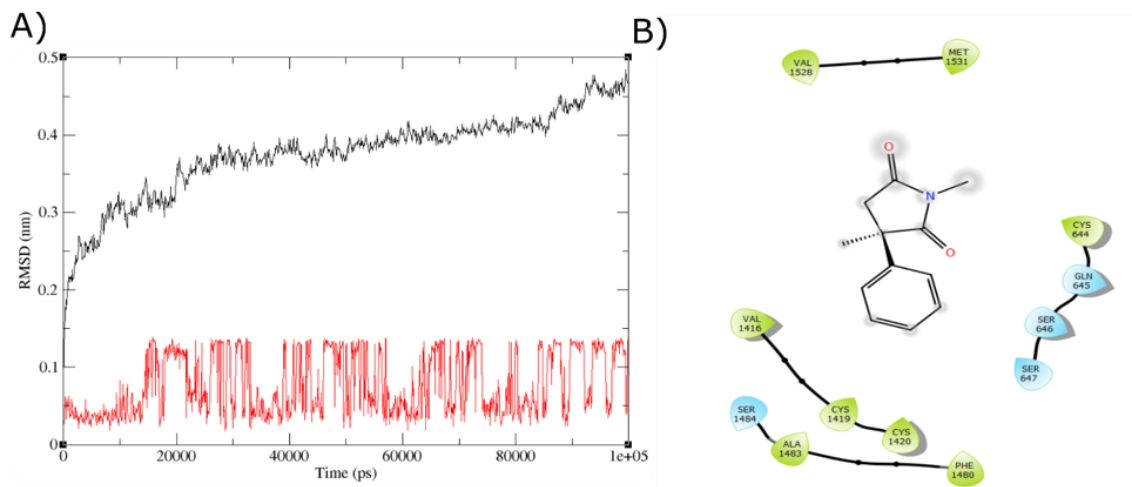 A)
B)
0.5
0.4
0.3
0.2
0.1
0
RMSD (nm)
0
20000
40000
60000
80000
1e+05
Time (ps)
VAL
1528
MET
1531
O
N
O
CYS
644
GLN
645
SER
646
SER
647
VAL
1416
CYS
1419
CYS
1420
SER
1484
ALA
1483
PHE
1480